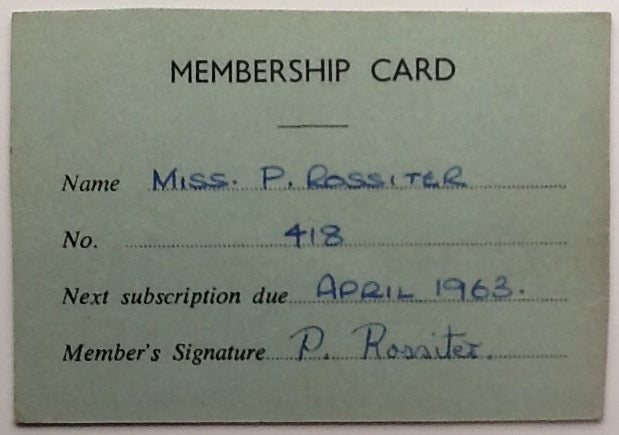 MEMBERSHIP CARD
Name Miss. P. ROSSITER
No. 418
Next subscription due APRIL 1963.
Member's Signature P. Rossiter.